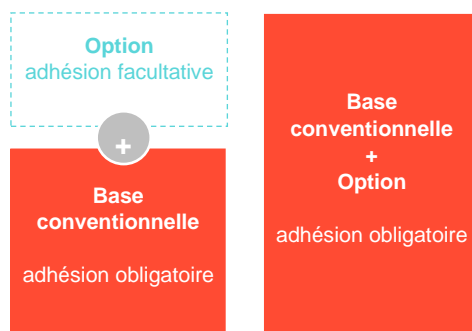 Option
adhésion facultative
+
Base
conventionnelle
adhésion obligatoire
Base
conventionnelle
+
Option
adhésion obligatoire